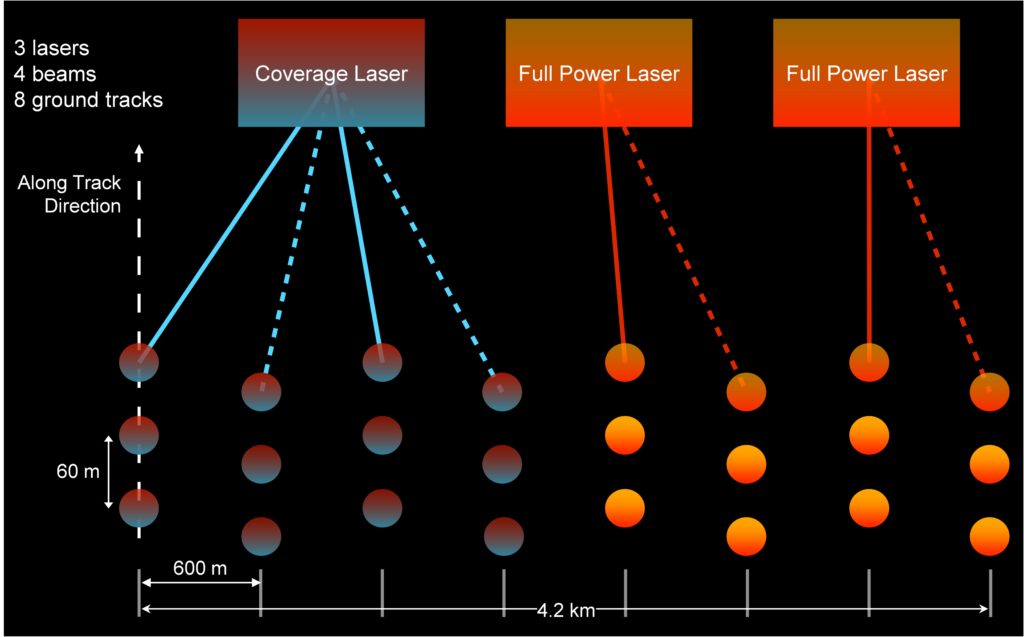 3 lasers
4 beams
8 ground tracks
Coverage Laser
Full Power Laser
Full Power Laser
Along Track
Direction
60 m
600 m
4.2 km